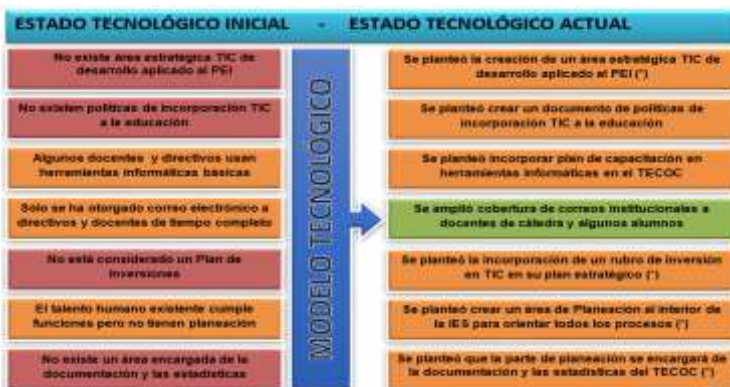 ESTADO TECNOLÓGICO INICIAL - ESTADO TECNOLÓGICO ACTUAL
No existe área estratégica TIC de
desarrollo aplicado al PEI
No existen políticas de incorporación TIC
a la educación
Algunos docentes y directivos usan
herramientas informáticas básicas
Solo se ha otorgado correo electrónico a
directivos y docentes de tiempo completo
No está considerado un Plan de
Inversiones
El talento humano existente cumple
funciones pero no tienen planeación
No existe un área encargada de la
documentación y las estadísticas
MODELO TECNOLÓGICO
Se planteó la creación de un área estratégica TIC de
desarrollo aplicado al PEI (*)
Se planteó crear un documento de políticas de
incorporación TIC a la educación
Se planteó incorporar plan de capacitación en
herramientas informáticas en el TECOC
Se amplió cobertura de correos institucionales a
docentes de cátedra y algunos alumnos
Se planteó la incorporación de un rubro de inversión
en TIC en su plan estratégico (*)
Se planteó crear un area de Planeación al interior de
la IES para orientar todos los procesos (*)
Se planteó que la parte de planeación se encargará de
la documentación y las estadísticas del TECOC (*)